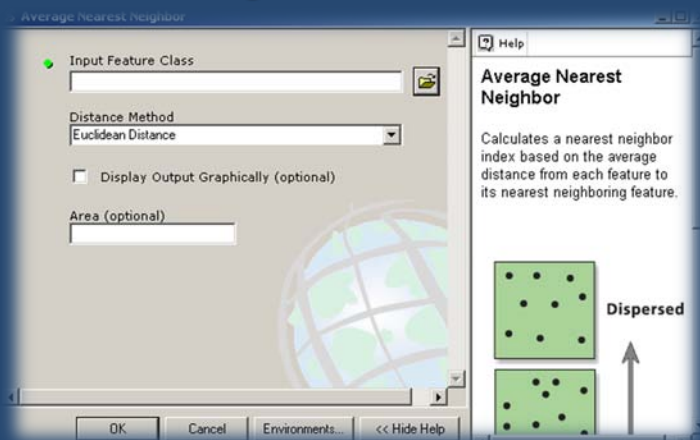 Average Nearest Neighbor
Input Feature Class
Distance Method
Euclidean Distance
Display Output Graphically (optional)
Area (optional)
OK
Cancel
Environments...
<< Hide Help
Help
Average Nearest
Neighbor
Calculates a nearest neighbor
index based on the average
distance from each feature to
its nearest neighboring feature.
Dispersed